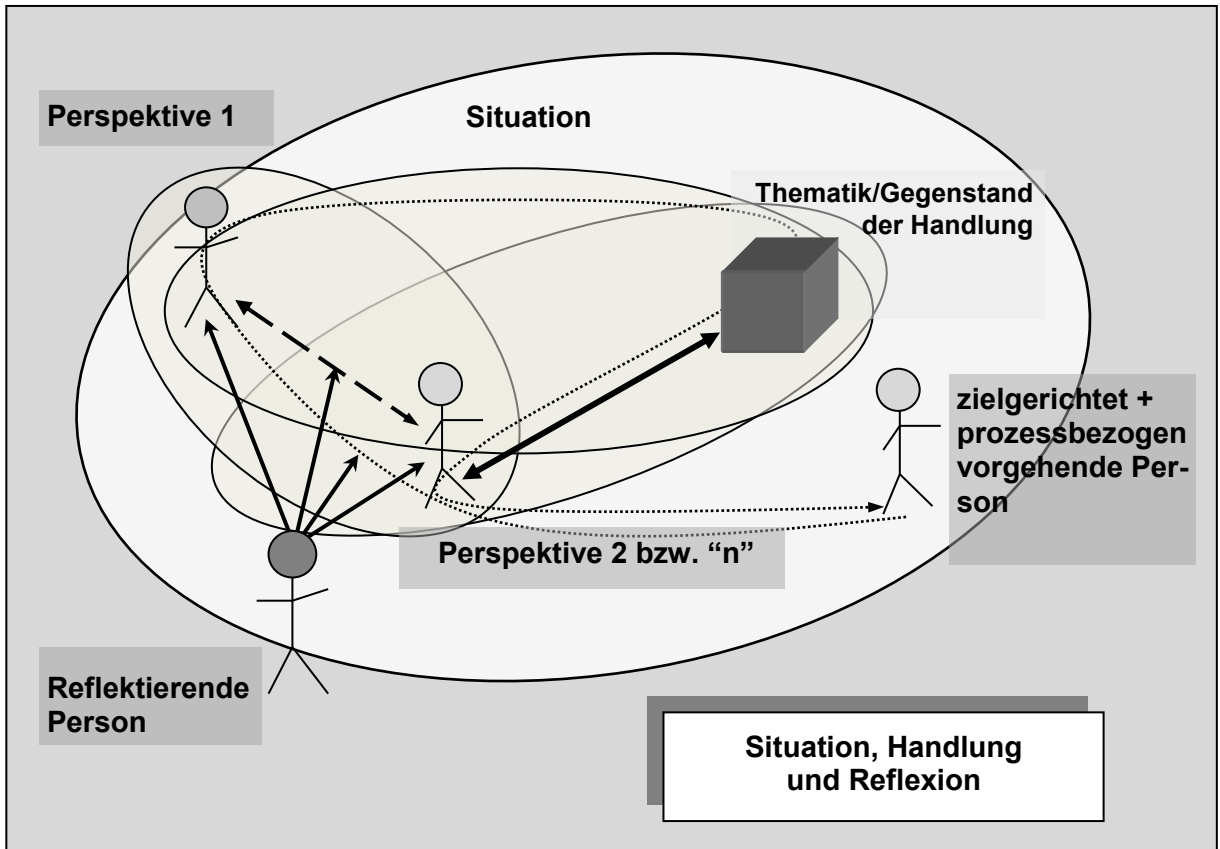 Perspektive 1
Situation
Thematik/Gegenstand
der Handlung
zielgerichtet +
prozessbezogen
vorgehende Per-
son
Perspektive 2 bzw. “n”
Reflektierende
Person
Situation, Handlung
und Reflexion